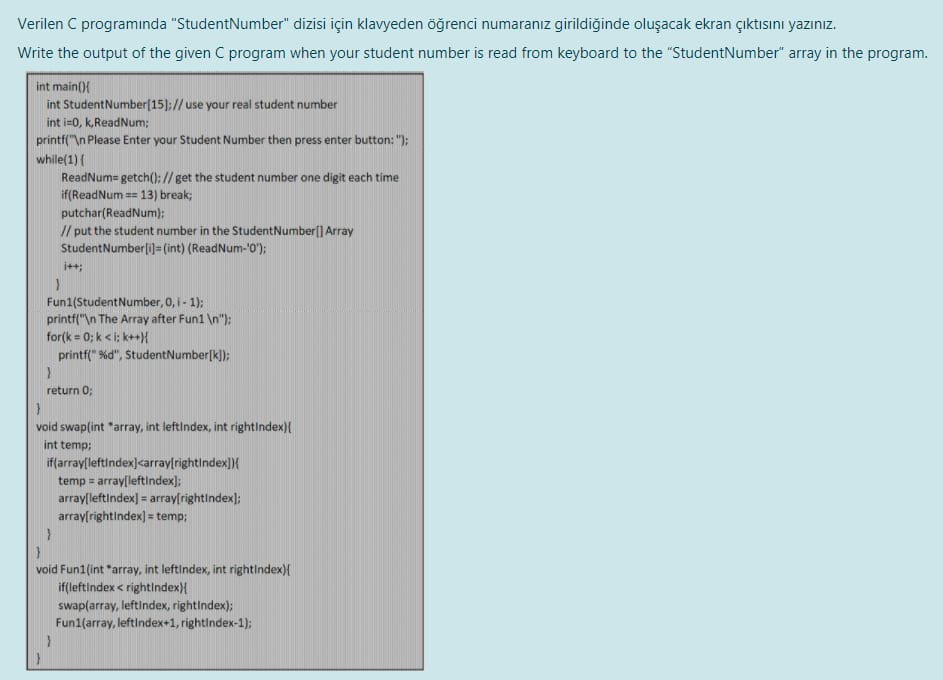 Verilen C programında "StudentNumber" dizisi için klavyeden öğrenci numaranız girildiğinde oluşacak ekran çıktısını yazınız.
Write the output of the given C program when your student number is read from keyboard to the "StudentNumber" array in the program.
int main(){
int StudentNumber[15];// use your real student number
int i=0, k,ReadNum;
printf("\n Please Enter your Student Number then press enter button: ");
while(1) {
ReadNum= getch(); // get the student number one digit each time
if(ReadNum == 13) break;
putchar(ReadNum);
// put the student number in the StudentNumber[] Array
StudentNumber[i]= (int) (ReadNum-'0');
i++;
}
Fun1(StudentNumber, 0, i - 1);
printf("\n The Array after Fun1 \n");
for(k = 0; k < i; k++){
printf(" %d", StudentNumber[k]);
}
return 0;
}
void swap(int *array, int leftIndex, int rightIndex){
int temp;
if(array[leftIndex]<array[rightIndex]){
temp = array[leftIndex];
array[leftIndex] = array[rightIndex];
array[rightIndex] = temp;
}
}
void Fun1(int *array, int leftIndex, int rightIndex){
if(leftIndex < rightIndex){
swap(array, leftIndex, rightIndex);
Fun1(array, leftIndex+1, rightIndex-1);
}
}